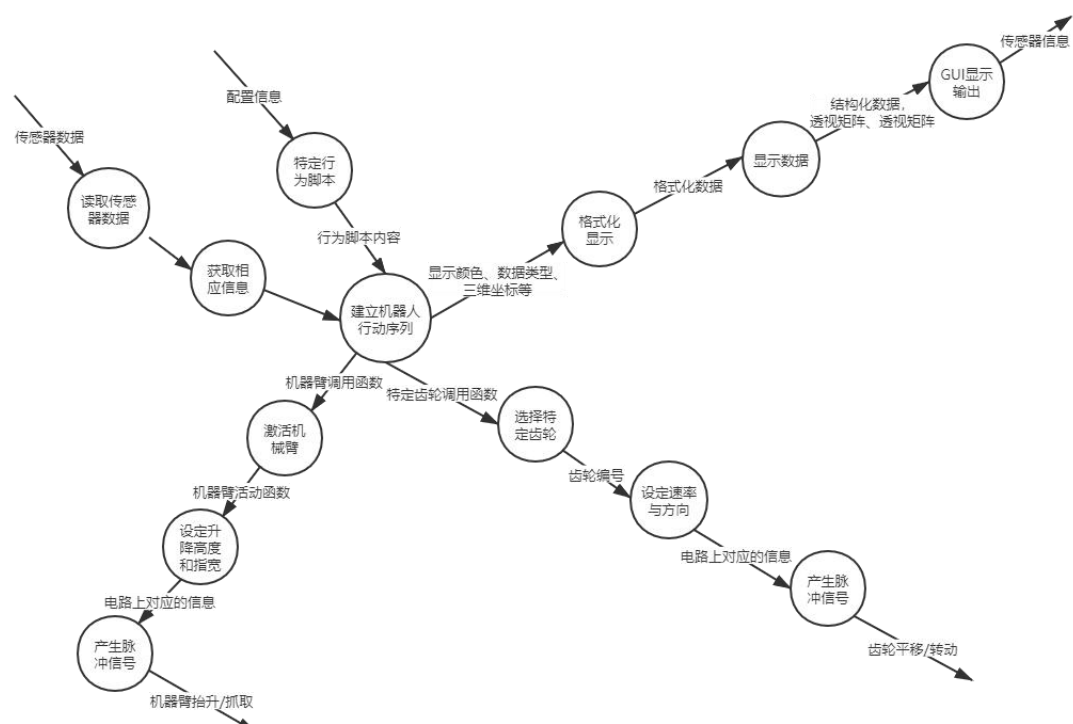 传感器信息
GUI显示
输出
配置信息
结构化数据，
透视矩阵、透视矩阵
传感器数据
显示数据
特定行
为脚本
格式化数据
读取传感
器数据
格式化
显示
行为脚本内容
获取相
应信息
显示颜色、数据类型、
三维坐标等
建立机器人
行动序列
机器臂调用函数
特定齿轮调用函数
激活机
械臂
选择特
定齿轮
齿轮编号
机器臂活动函数
设定速率
与方向
设定升
降高度
和指宽
电路上对应的信息
电路上对应的信息
产生脉
冲信号
产生脉
冲信号
齿轮平移/转动
机器臂抬升/抓取